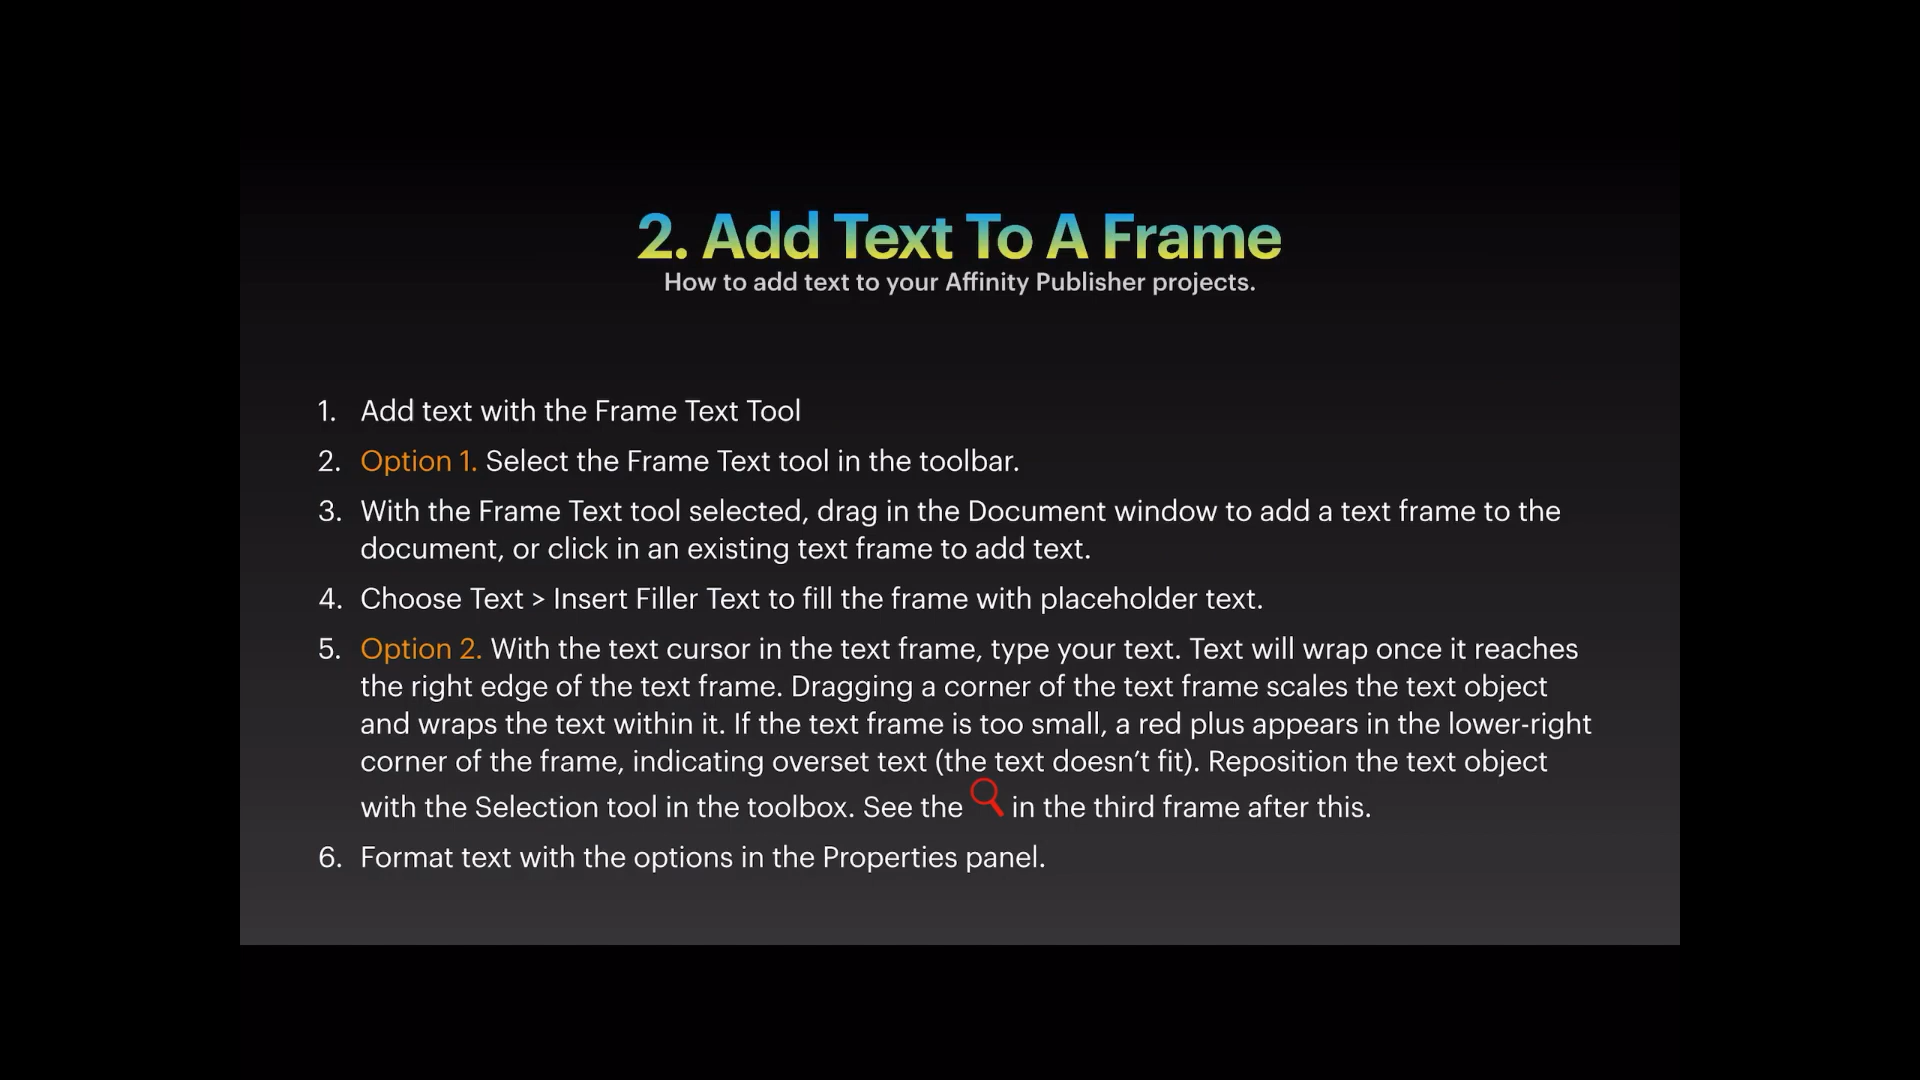 2. Add Text To A Frame
How to add text to your Affinity Publisher projects.
1. Add text with the Frame Text Tool
2. Option 1. Select the Frame Text tool in the toolbar.
3. With the Frame Text tool selected, drag in the Document window to add a text frame to the
document, or click in an existing text frame to add text.
4. Choose Text > Insert Filler Text to fill the frame with placeholder text.
5. Option 2. With the text cursor in the text frame, type your text. Text will wrap once it reaches
the right edge of the text frame. Dragging a corner of the text frame scales the text object
and wraps the text within it. If the text frame is too small, a red plus appears in the lower-right
corner of the frame, indicating overset text (the text doesn’t fit). Reposition the text object
with the Selection tool in the toolbox. See the in the third frame after this.
6. Format text with the options in the Properties panel.